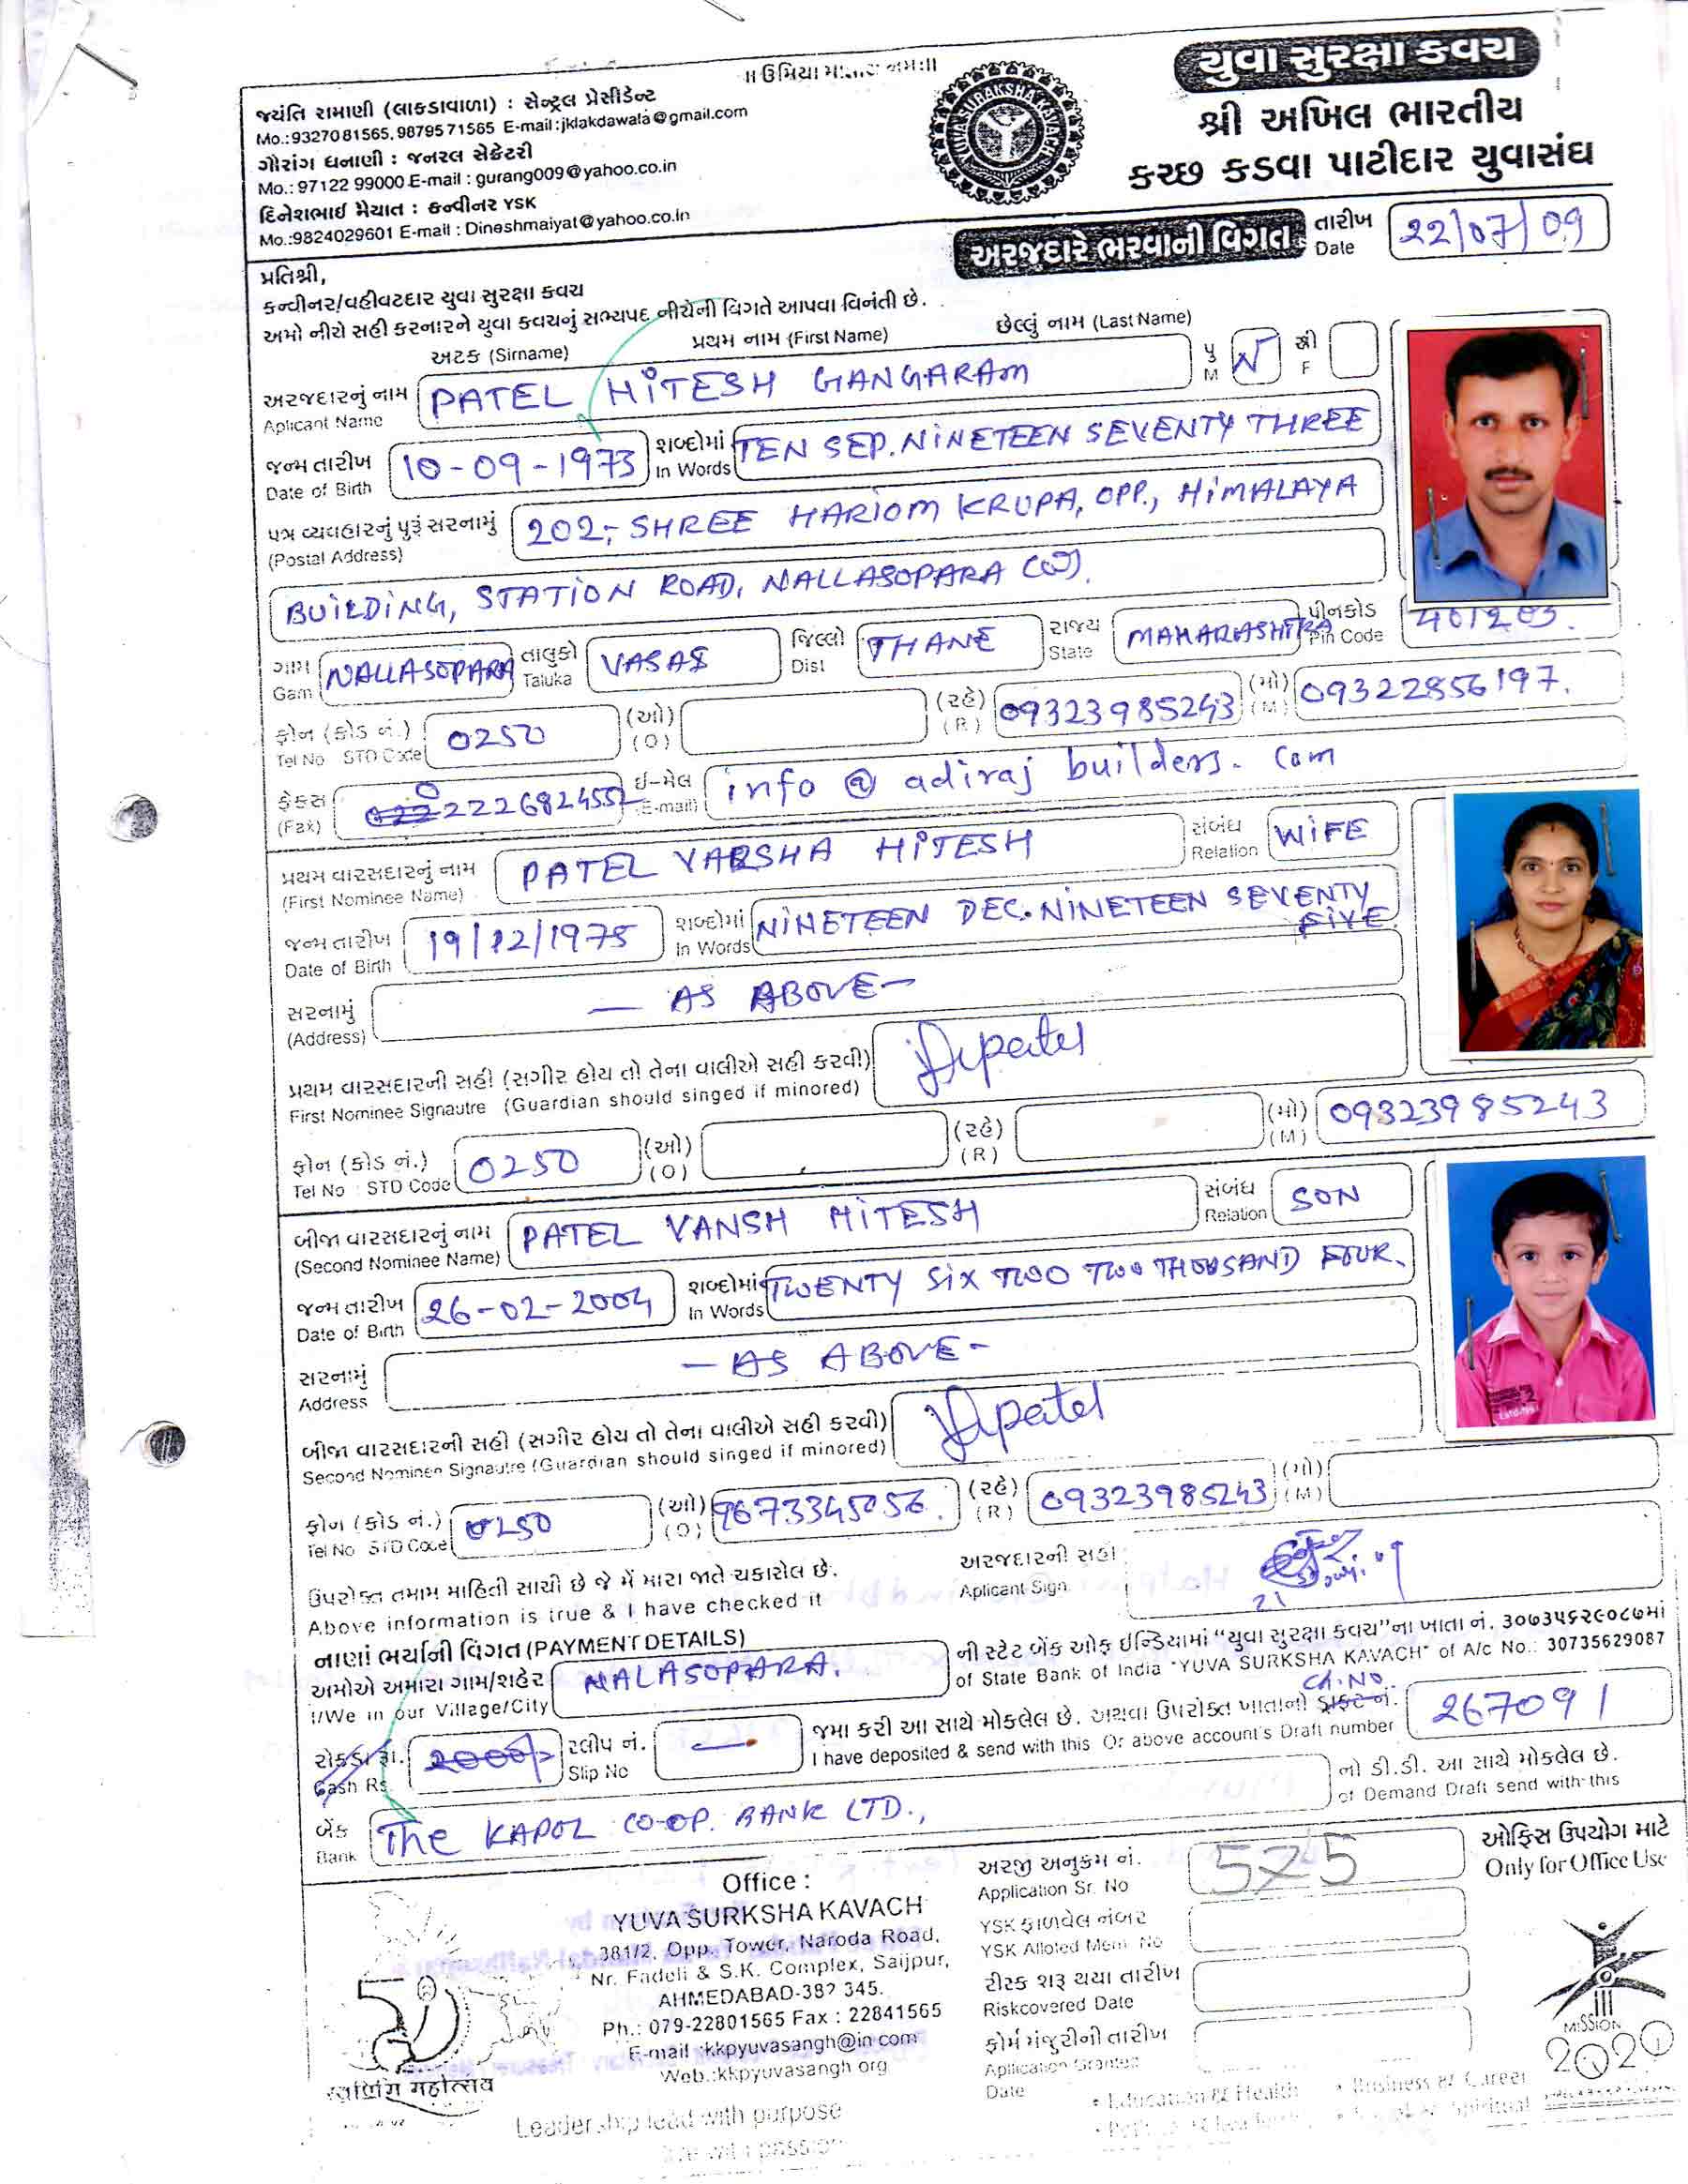 ॥ ઉમિયા માતાય નમઃ॥
યુવા સુરક્ષા કવચ
શ્રી અખિલ ભારતીય
કચ્છ કડવા પાટીદાર યુવાસંઘ
YUVA SURAKSHA KAVACH
જયંતિ રામાણી (લાકડાવાળા) : સેન્ટ્રલ પ્રેસીડેન્ટ
Mo.:9327081565,9879571565 E-mail:jklakdawala@gmail.com
ગૌરાંગ ધનાણી : જનરલ સેક્રેટરી
Mo.: 97122 99000 E-mail : gurang009@yahoo.co.in
દિનેશભાઈ મૈયાત : કન્વીનર YSK
Mo.:9824029601 E-mail : Dineshmaiyat@yahoo.co.in
અરજદારે ભરવાની વિગત તારીખ Date 22/07/09
પ્રતિશ્રી,
કન્વીનર/વહીવટદાર યુવા સુરક્ષા કવચ
અમો નીચે સહી કરનારને યુવા કવચનું સભ્યપદ નીચેની વિગતે આપવા વિનંતી છે.
અટક (Sirname) પ્રથમ નામ (First Name) છેલ્લું નામ (Last Name)
અરજદારનું નામ Aplicant Name PATEL HITESH GANGARAM પુ M સ્ત્રી F
જન્મ તારીખ Date of Birth 10-09-1973 શબ્દોમાં In Words TEN SEP. NINETEEN SEVENTY THREE
પત્ર વ્યવહારનું પુરૂં સરનામું (Postal Address) 202, SHREE HARIOM KRUPA, OPP., HIMALAYA
BUILDING, STATION ROAD, NALLASOPARA (W).
ગામ Gam NALLASOPARA તાલુકો Taluka VASAI જિલ્લો Dist THANE રાજ્ય State MAHARASHTRA પીનકોડ Pin Code 401203.
ફોન (કોડ નં.) Tel No STD Code 0250 (ઓ) (O) (રહે) (R) 09323985243 (મો) (M) 09322856197.
ફેક્સ (Fax) ઈ-મેલ (E-mail) info @ adiraj builders. com
પ્રથમ વારસદારનું નામ (First Nominee Name) PATEL VARSHA HITESH સંબંધ Relation WIFE
જન્મ તારીખ Date of Birth 19/12/1975 શબ્દોમાં In Words NINETEEN DEC. NINETEEN SEVENTY FIVE
સરનામું (Address) — AS ABOVE —
પ્રથમ વારસદારની સહી (સગીર હોય તો તેના વાલીએ સહી કરવી)
First Nominee Signautre (Guardian should singed if minored)
ફોન (કોડ નં.) Tel No : STD Code 0250 (ઓ) (O) (રહે) (R) (મો) (M) 09323985243
બીજા વારસદારનું નામ (Second Nominee Name) PATEL VANSH HITESH સંબંધ Relation SON
જન્મ તારીખ Date of Birth 26-02-2004 શબ્દોમાં In Words TWENTY SIX TWO TWO THOUSAND FOUR.
સરનામું Address — AS ABOVE —
બીજા વારસદારની સહી (સગીર હોય તો તેના વાલીએ સહી કરવી)
Second Nominen Signautre (Guardian should singed if minored)
ફોન (કોડ નં.) Tel No STD Code 0250 (ઓ) (O) 9673345056. (રહે) (R) 09323985243 (મો) (M)
ઉપરોક્ત તમામ માહિતી સાચી છે જે મેં મારા જાતે ચકાસેલ છે. અરજદારની સહી
Above information is true & I have checked it Aplicant Sign
નાણાં ભર્યાની વિગત (PAYMENT DETAILS)
અમોએ અમારા ગામ/શહેર NALASOPARA. ની સ્ટેટ બેંક ઓફ ઈન્ડિયામાં "યુવા સુરક્ષા કવચ"ના ખાતા નં. ૩૦૭૩૫૬૨૯૦૮૭માં
I/We in our Village/City of State Bank of India "YUVA SURKSHA KAVACH" of A/c No.: 30735629087
CH. NO.
રોકડા રૂા. Cash Rs. 2000/- સ્લીપ નં. Slip No — જમા કરી આ સાથે મોકલેલ છે. અથવા ઉપરોક્ત ખાતાનો ડ્રાફ્ટ નં. 267091
I have deposited & send with this Or above account's Draft number
નો ડી.ડી. આ સાથે મોકલેલ છે.
of Demand Draft send with this
બેંક Bank The KAPOL CO-OP. BANK LTD.,
Office :
YUVA SURKSHA KAVACH
381/2, Opp. Tower, Naroda Road,
Nr. Fadeli & S.K. Complex, Saijpur,
AHMEDABAD-382 345.
Ph.: 079-22801565 Fax : 22841565
E-mail :kkpyuvasangh@in.com
Web.:kkpyuvasangh org
અરજી અનુક્રમ નં. Application Sr. No 525
ઓફિસ ઉપયોગ માટે
Only for Office Use
YSK ફાળવેલ નંબર
YSK Alloted Mem No
રીસ્ક શરૂ થયા તારીખ
Riskcovered Date
ફોર્મ મંજૂરીની તારીખ
Apllication Granted Date
MISSION
2020
Leadership lead with purpose
• Education & Health • Business & Career